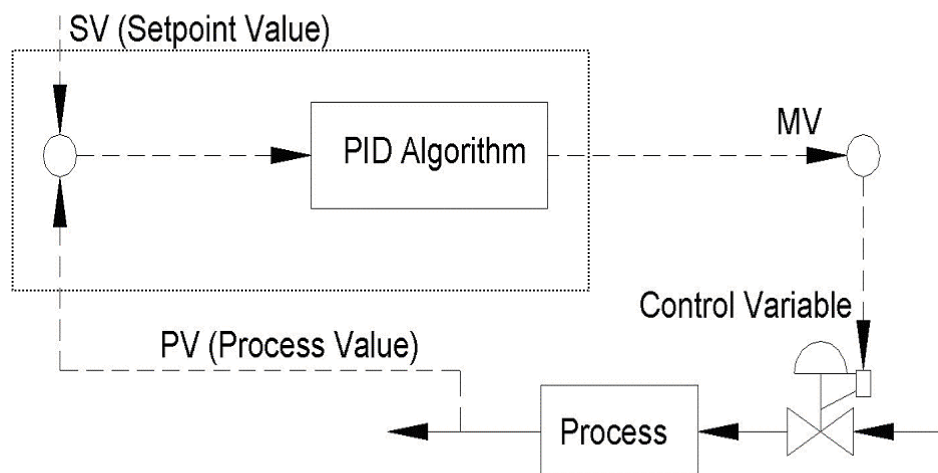 SV (Setpoint Value)
PID Algorithm
MV
Control Variable
PV (Process Value)
Process